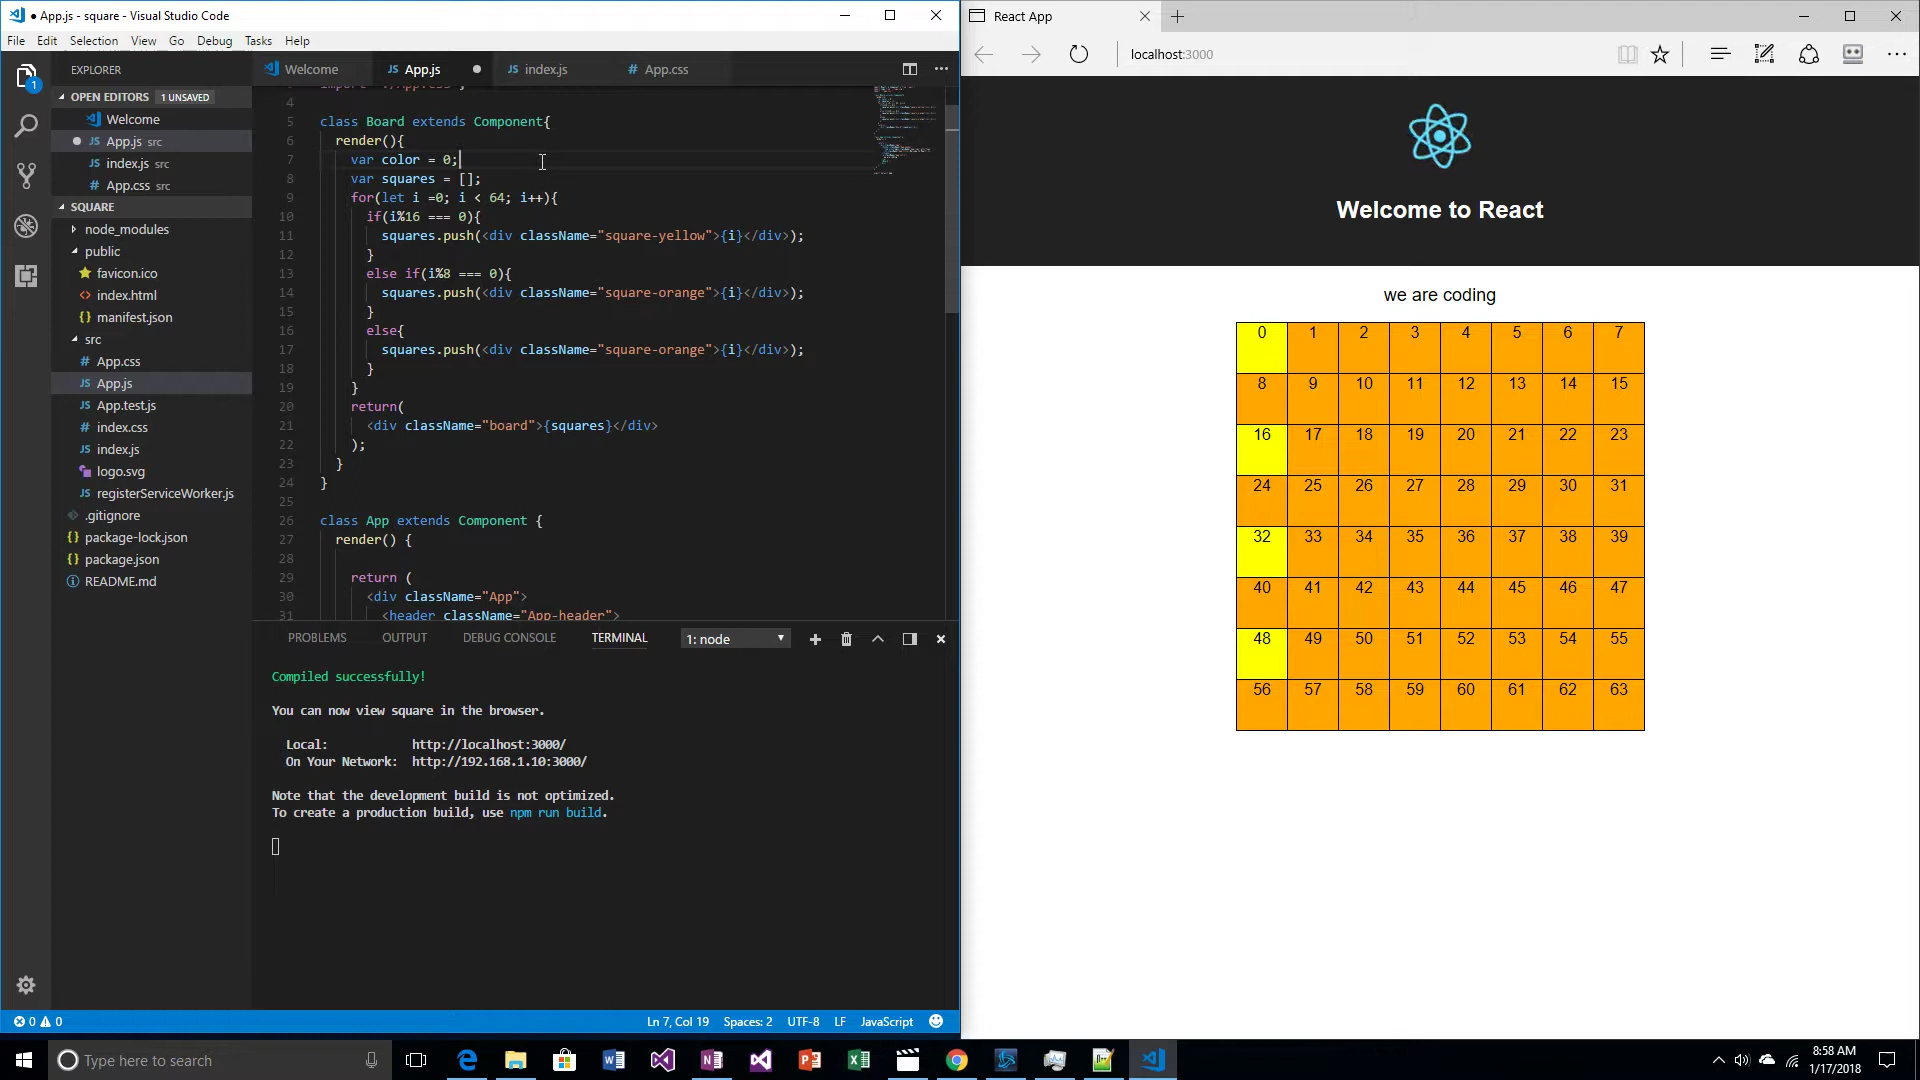 ● App.js - square - Visual Studio Code
File Edit Selection View Go Debug Tasks Help
EXPLORER
OPEN EDITORS 1 UNSAVED
Welcome
App.js src
index.js src
App.css src
SQUARE
node_modules
public
favicon.ico
index.html
manifest.json
src
App.css
App.js
App.test.js
index.css
index.js
logo.svg
registerServiceWorker.js
.gitignore
package-lock.json
package.json
README.md
1
Welcome App.js index.js App.css
4
5 class Board extends Component{
6 render(){
7 var color = 0;
8 var squares = [];
9 for(let i =0; i < 64; i++){
10 if(i%16 === 0){
11 squares.push(<div className="square-yellow">{i}</div>);
12 }
13 else if(i%8 === 0){
14 squares.push(<div className="square-orange">{i}</div>);
15 }
16 else{
17 squares.push(<div className="square-orange">{i}</div>);
18 }
19 }
20 return(
21 <div className="board">{squares}</div>
22 );
23 }
24 }
25
26 class App extends Component {
27 render() {
28
29 return (
30 <div className="App">
31 <header className="App-header">
PROBLEMS OUTPUT DEBUG CONSOLE TERMINAL 1: node
Compiled successfully!
You can now view square in the browser.
Local: http://localhost:3000/
On Your Network: http://192.168.1.10:3000/
Note that the development build is not optimized.
To create a production build, use npm run build.
0 0
Ln 7, Col 19 Spaces: 2 UTF-8 LF JavaScript
React App
localhost:3000
Welcome to React
we are coding
0 1 2 3 4 5 6 7
8 9 10 11 12 13 14 15
16 17 18 19 20 21 22 23
24 25 26 27 28 29 30 31
32 33 34 35 36 37 38 39
40 41 42 43 44 45 46 47
48 49 50 51 52 53 54 55
56 57 58 59 60 61 62 63
Type here to search
8:58 AM
1/17/2018